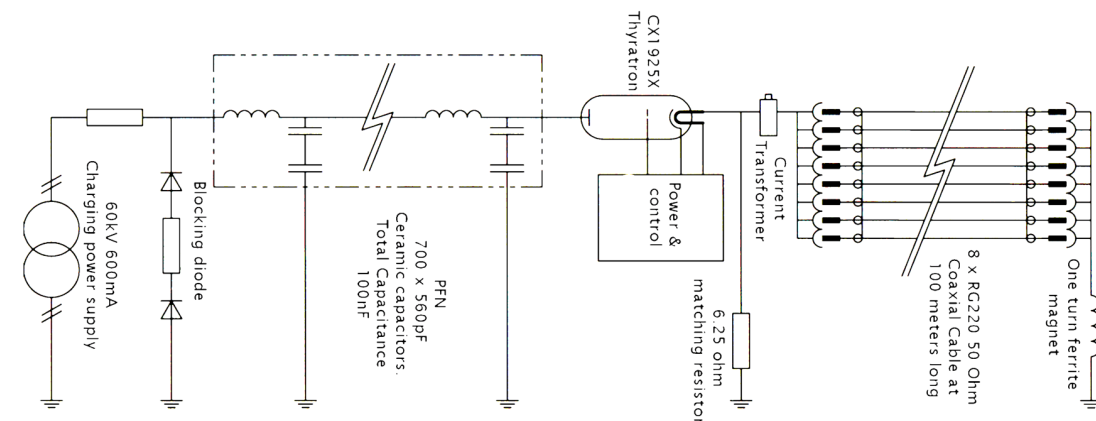 60kV 600mA
Charging power supply
Blocking diode
PFN
700 x 560pF
Ceramic capacitors.
Total Capacitance
100nF
CX1925X
Thyratron
Power &
control
Current
Transformer
6.25 ohm
matching resistor
8 x RG220 50 Ohm
Coaxial Cable at
100 meters long
One turn ferrite
magnet